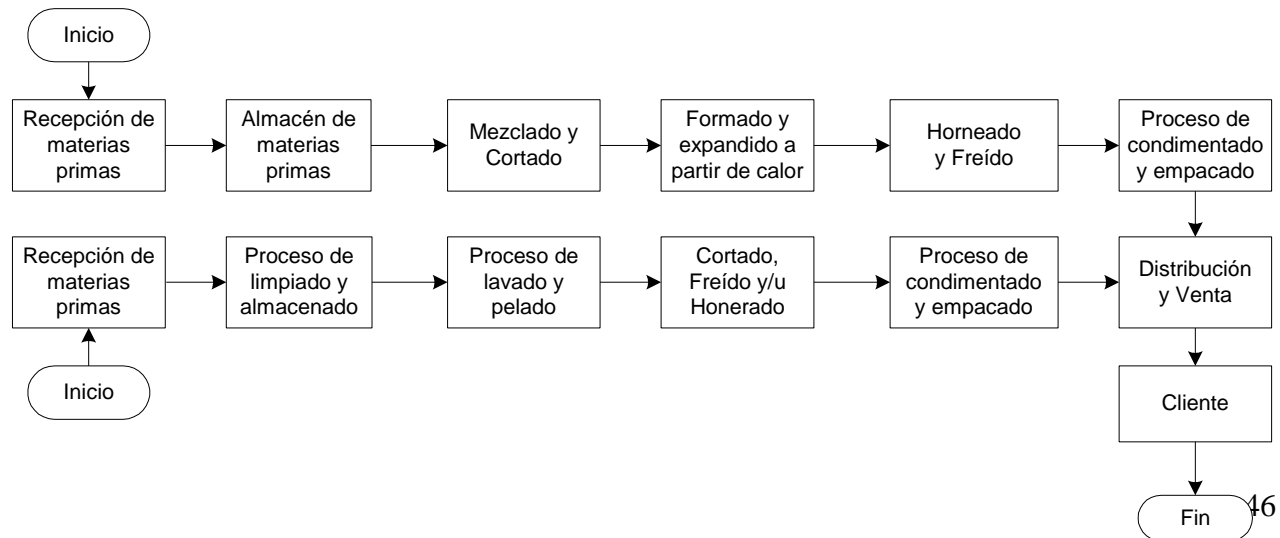 Inicio
Recepción de
materias
primas
Almacén de
materias
primas
Mezclado y
Cortado
Formado y
expandido a
partir de calor
Horneado
y Freído
Proceso de
condimentado
y empacado
Recepción de
materias
primas
Proceso de
limpiado y
almacenado
Proceso de
lavado y
pelado
Cortado,
Freído y/u
Honerado
Proceso de
condimentado
y empacado
Distribución
y Venta
Inicio
Cliente
Fin
46